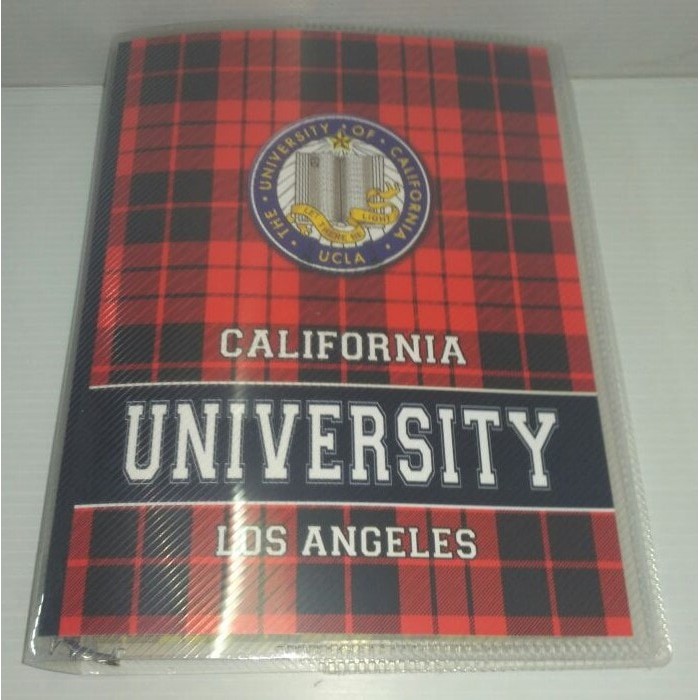 THE · UNIVERSITY · OF · CALIFORNIA ·
LET THERE BE LIGHT
UCLA
CALIFORNIA
UNIVERSITY
LOS ANGELES